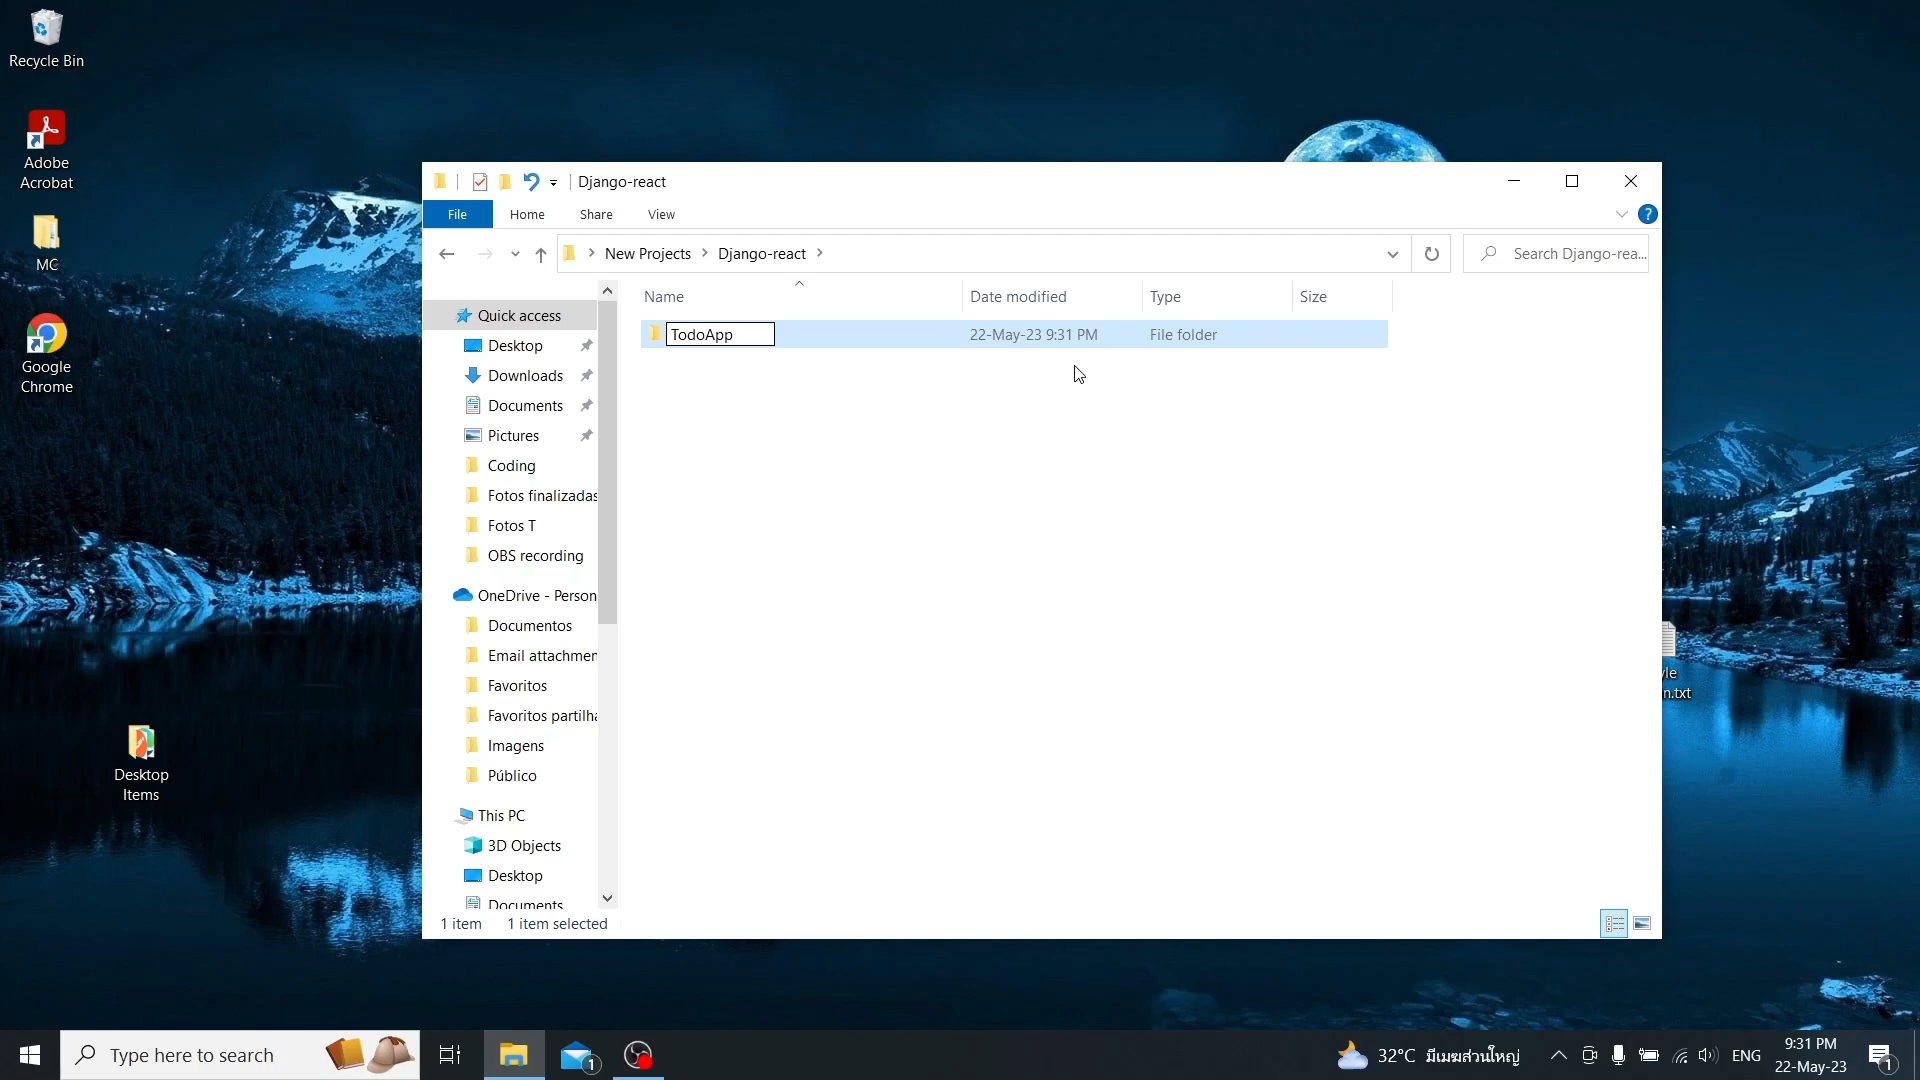 Recycle Bin
Adobe
Acrobat
MC
Google
Chrome
Desktop
Items
Django-react
File
Home
Share
View
?
New Projects
Django-react
Search Django-rea...
Name
Date modified
Type
Size
TodoApp
22-May-23 9:31 PM
File folder
Quick access
Desktop
Downloads
Documents
Pictures
Coding
Fotos finalizadas
Fotos T
OBS recording
OneDrive - Person
Documentos
Email attachmen
Favoritos
Favoritos partilha
Imagens
Público
This PC
3D Objects
Desktop
Documents
1 item
1 item selected
yle
n.txt
Type here to search
1
32°C มีเมฆส่วนใหญ่
ENG
9:31 PM
22-May-23
1